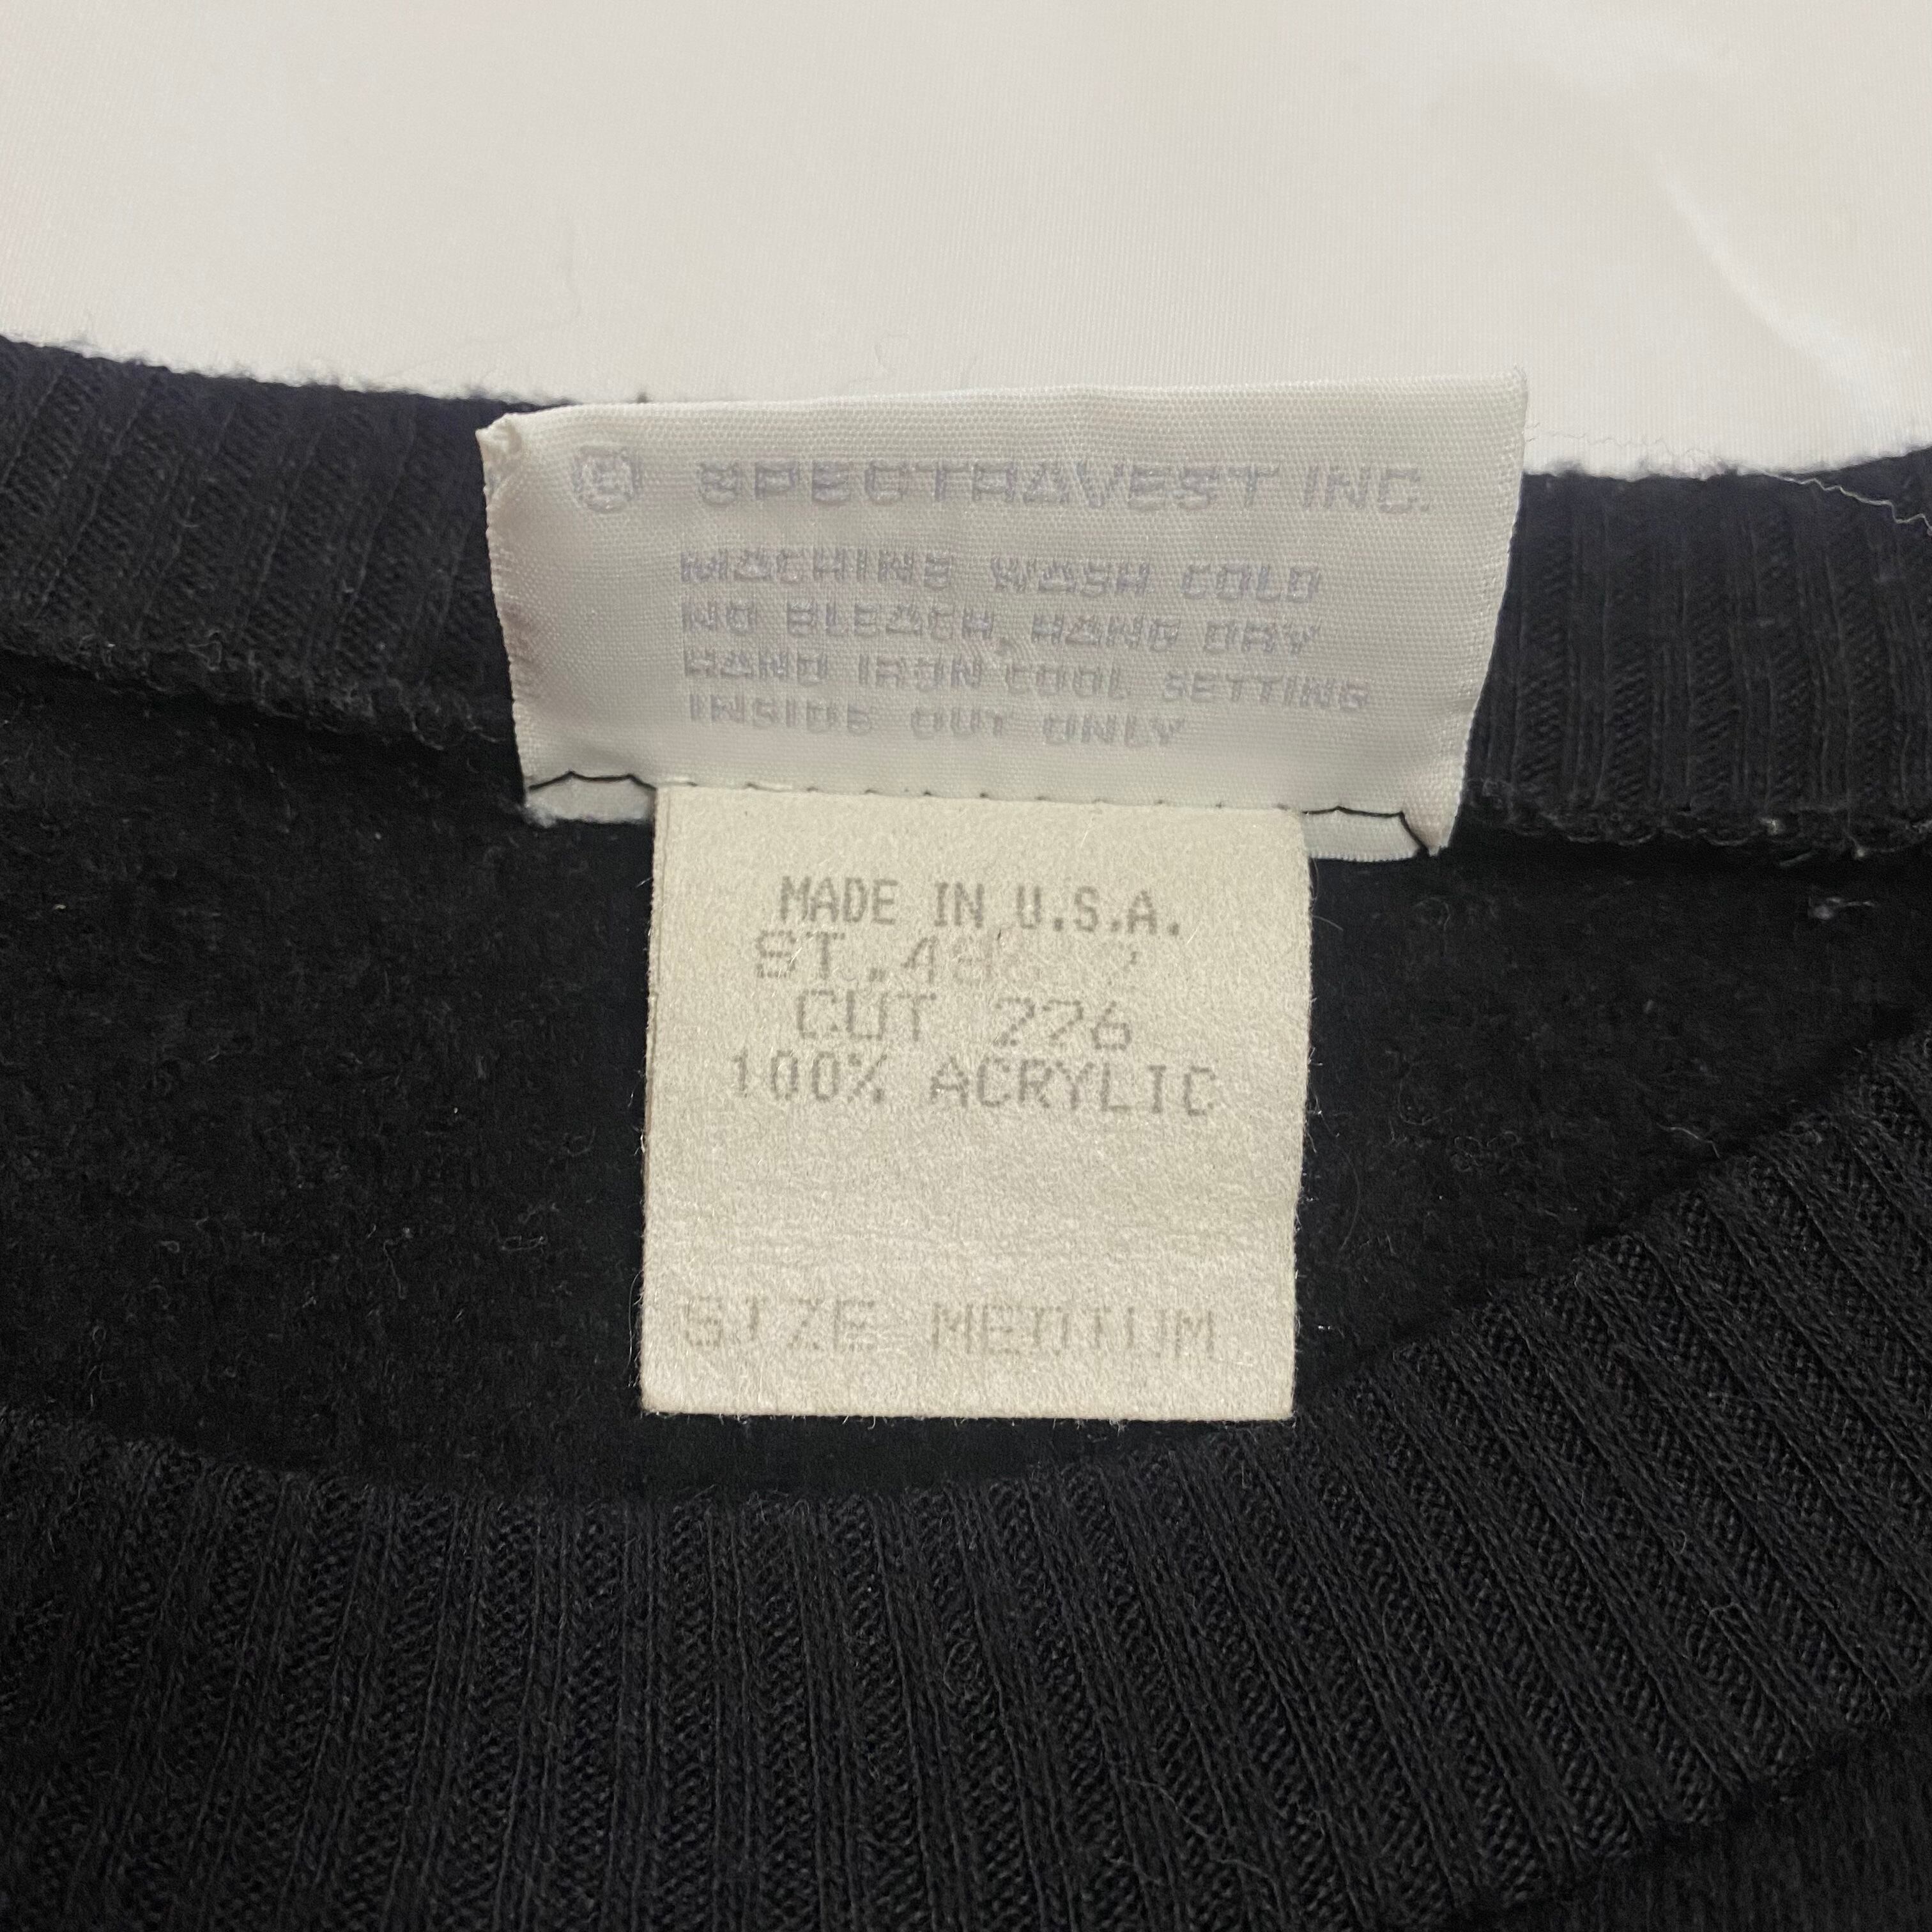 © SPECTRAVEST INC.
MACHINE WASH COLD
NO BLEACH, HANG DRY
HAND IRON COOL SETTING
INSIDE OUT ONLY
MADE IN U.S.A.
CUT 226
100% ACRYLIC
SIZE MEDIUM